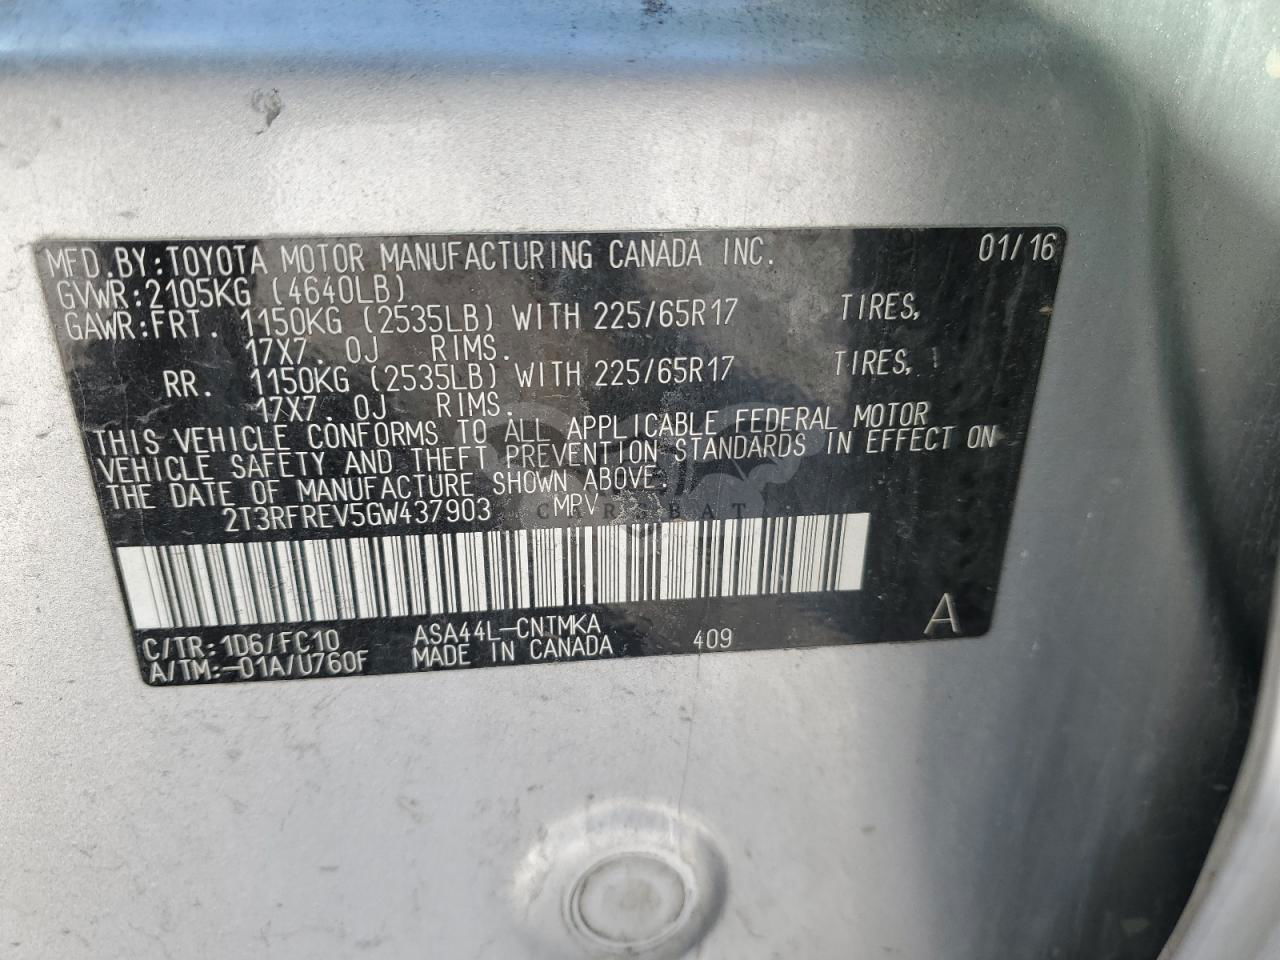 MFD.BY:TOYOTA MOTOR MANUFACTURING CANADA INC. 01/16
GVWR:2105KG (4640LB)
GAWR:FRT. 1150KG (2535LB) WITH 225/65R17 TIRES,
17X7.0J RIMS.
RR. 1150KG (2535LB) WITH 225/65R17 TIRES,
17X7.0J RIMS.
THIS VEHICLE CONFORMS TO ALL APPLICABLE FEDERAL MOTOR
VEHICLE SAFETY AND THEFT PREVENTION STANDARDS IN EFFECT ON
THE DATE OF MANUFACTURE SHOWN ABOVE.
2T3RFREV5GW437903 MPV
CARSBAT
C/TR:1D6/FC10 ASA44L-CNTMKA 409 A
A/TM:-01A/U760F MADE IN CANADA